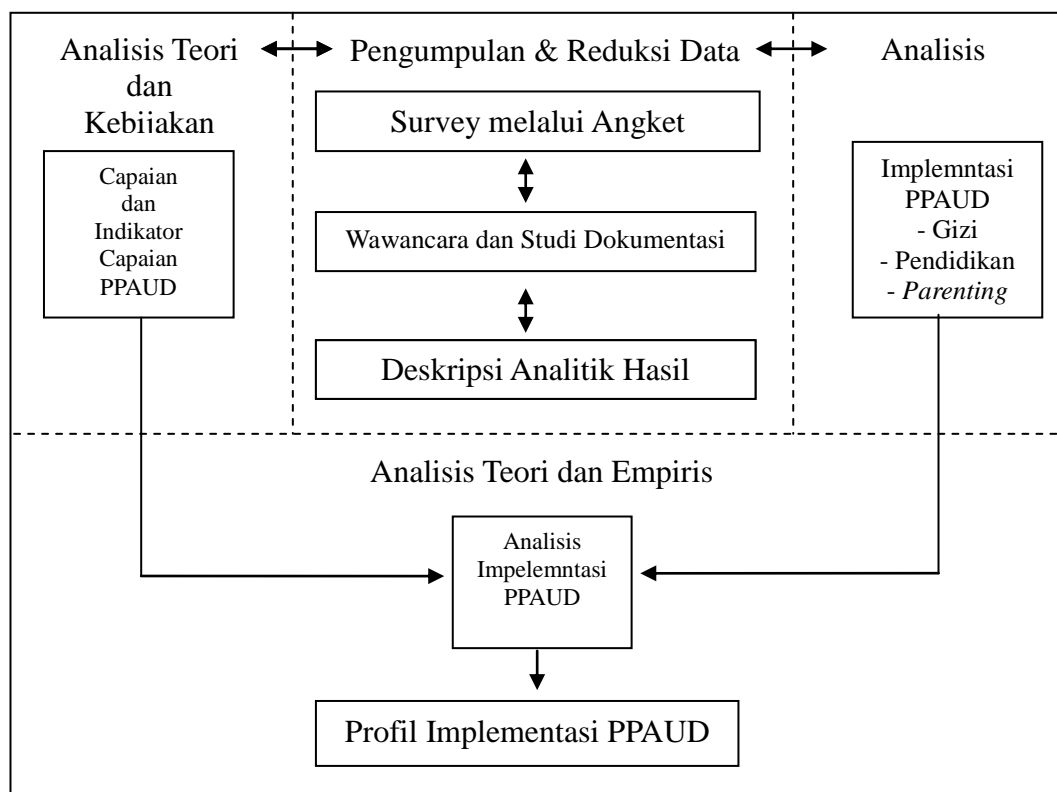 Analisis Teori
dan
Kebijakan
Capaian
dan
Indikator
Capaian
PPAUD
Pengumpulan & Reduksi Data
Survey melalui Angket
Wawancara dan Studi Dokumentasi
Deskripsi Analitik Hasil
Analisis
Implemntasi
PPAUD
- Gizi
- Pendidikan
- Parenting
Analisis Teori dan Empiris
Analisis
Impelemntasi
PPAUD
Profil Implementasi PPAUD